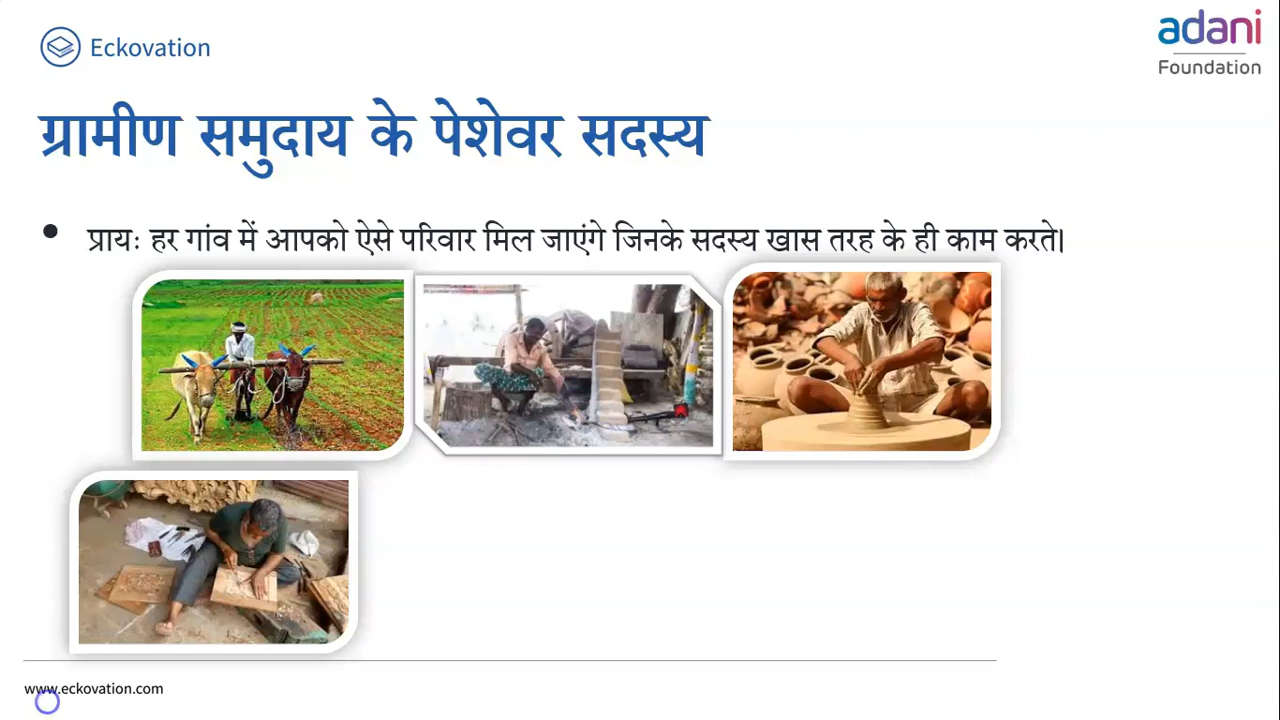 Eckovation
adani
Foundation
ग्रामीण समुदाय के पेशेवर सदस्य
• प्रायः हर गांव में आपको ऐसे परिवार मिल जाएंगे जिनके सदस्य खास तरह के ही काम करते।
www.eckovation.com